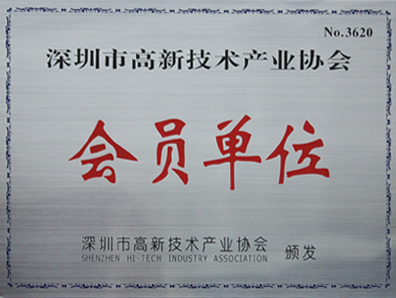 No.3620
深圳市高新技术产业协会
会员单位
深圳市高新技术产业协会 颁发
SHENZHEN HI-TECH INDUSTRY ASSOCIATION